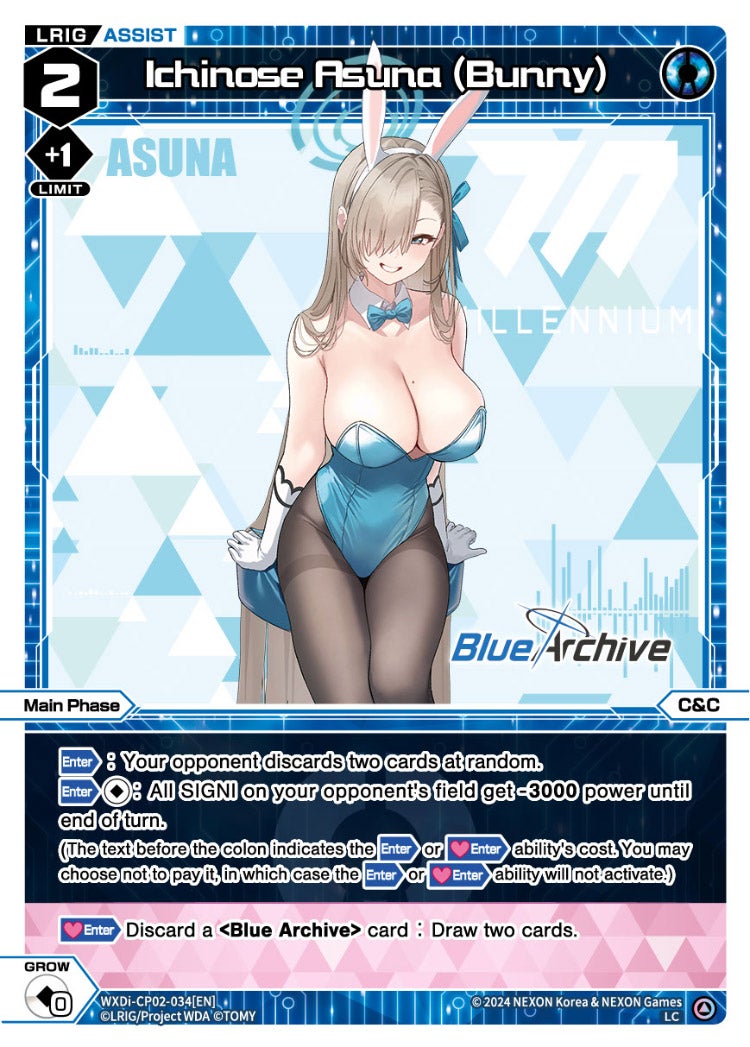 LRIG ASSIST
2 Ichinose Asuna (Bunny)
+1
LIMIT
ASUNA
MILLENNIUM
Blue Archive
Main Phase C&C
Enter : Your opponent discards two cards at random.
Enter : All SIGNI on your opponent's field get -3000 power until
end of turn.
(The text before the colon indicates the Enter or Enter ability's cost. You may
choose not to pay it, in which case the Enter or Enter ability will not activate.)
Enter Discard a <Blue Archive> card : Draw two cards.
GROW
0
WXDi-CP02-034[EN] © 2024 NEXON Korea & NEXON Games
©LRIG/Project WDA ©TOMY LC